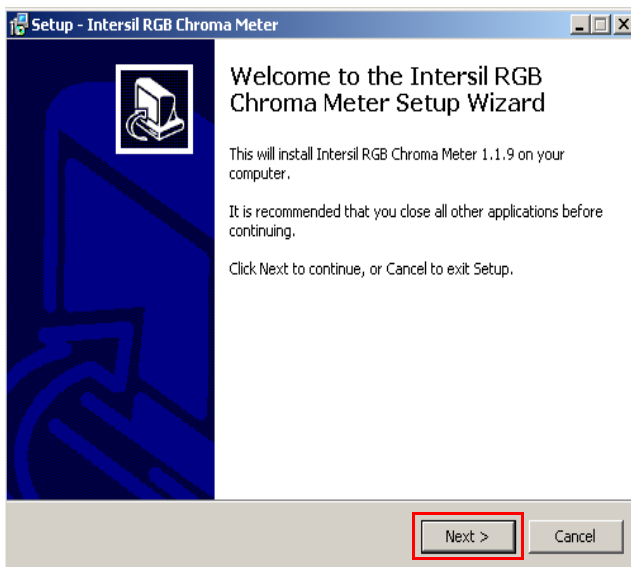 Setup - Intersil RGB Chroma Meter
Welcome to the Intersil RGB
Chroma Meter Setup Wizard
This will install Intersil RGB Chroma Meter 1.1.9 on your
computer.
It is recommended that you close all other applications before
continuing.
Click Next to continue, or Cancel to exit Setup.
Next >
Cancel